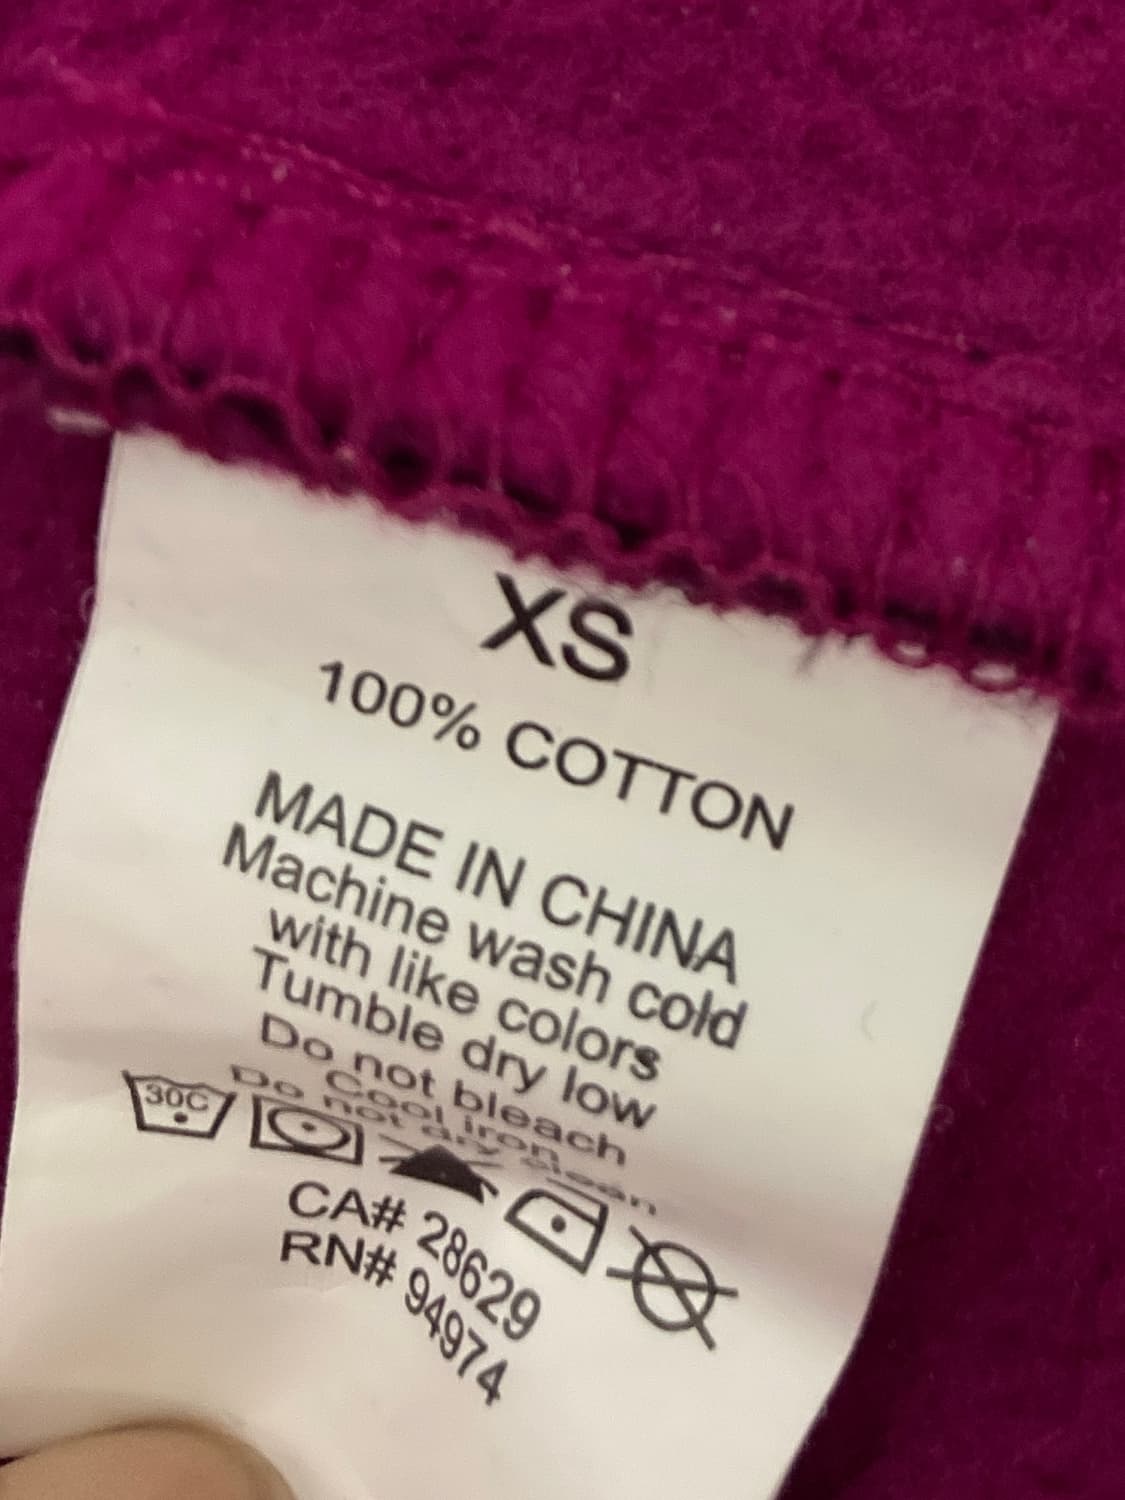 XS
100% COTTON
MADE IN CHINA
Machine wash cold
with like colors
Tumble dry low
Do not bleach
Cool iron
Do not dry clean
30C
CA# 28629
RN# 94974